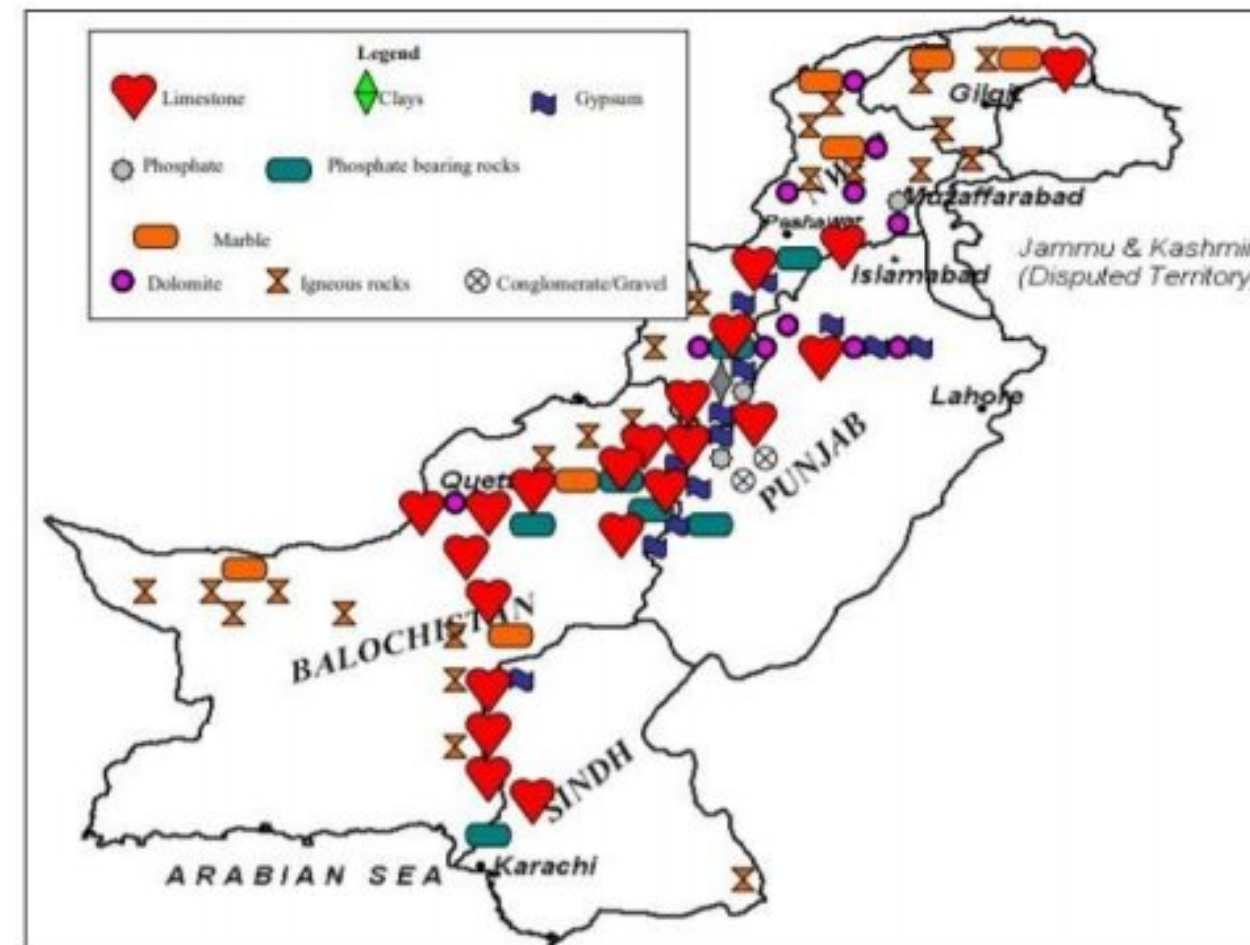 Legend
Limestone
Clays
Gypsum
Phosphate
Phosphate bearing rocks
Marble
Dolomite
Igneous rocks
Conglomerate/Gravel
Gilgit
Muzaffarabad
Peshawar
Islamabad
Jammu & Kashmir
(Disputed Territory)
Lahore
PUNJAB
BALOCHISTAN
SINDH
Karachi
ARABIAN SEA